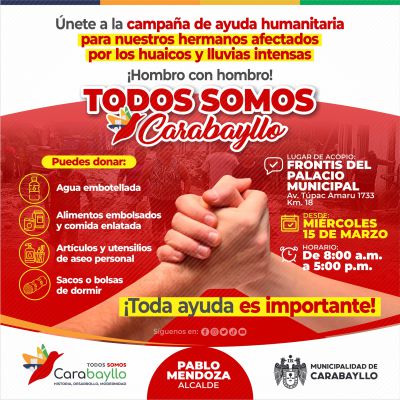 Únete a la campaña de ayuda humanitaria
para nuestros hermanos afectados
por los huaicos y lluvias intensas
¡Hombro con hombro!
TODOS SOMOS
Carabayllo
Puedes donar:
Agua embotellada
Alimentos embolsados
y comida enlatada
Artículos y utensilios
de aseo personal
Sacos o bolsas
de dormir
LUGAR DE ACOPIO:
FRONTIS DEL
PALACIO
MUNICIPAL
Av. Túpac Amaru 1733
Km. 18
DESDE:
MIÉRCOLES
15 DE MARZO
HORARIO:
De 8:00 a.m.
a 5:00 p.m.
¡Toda ayuda es importante!
Síguenos en:
TODOS SOMOS
Carabayllo
HISTORIA, DESARROLLO, MODERNIDAD
PABLO
MENDOZA
ALCALDE
MUNICIPALIDAD DE
CARABAYLLO